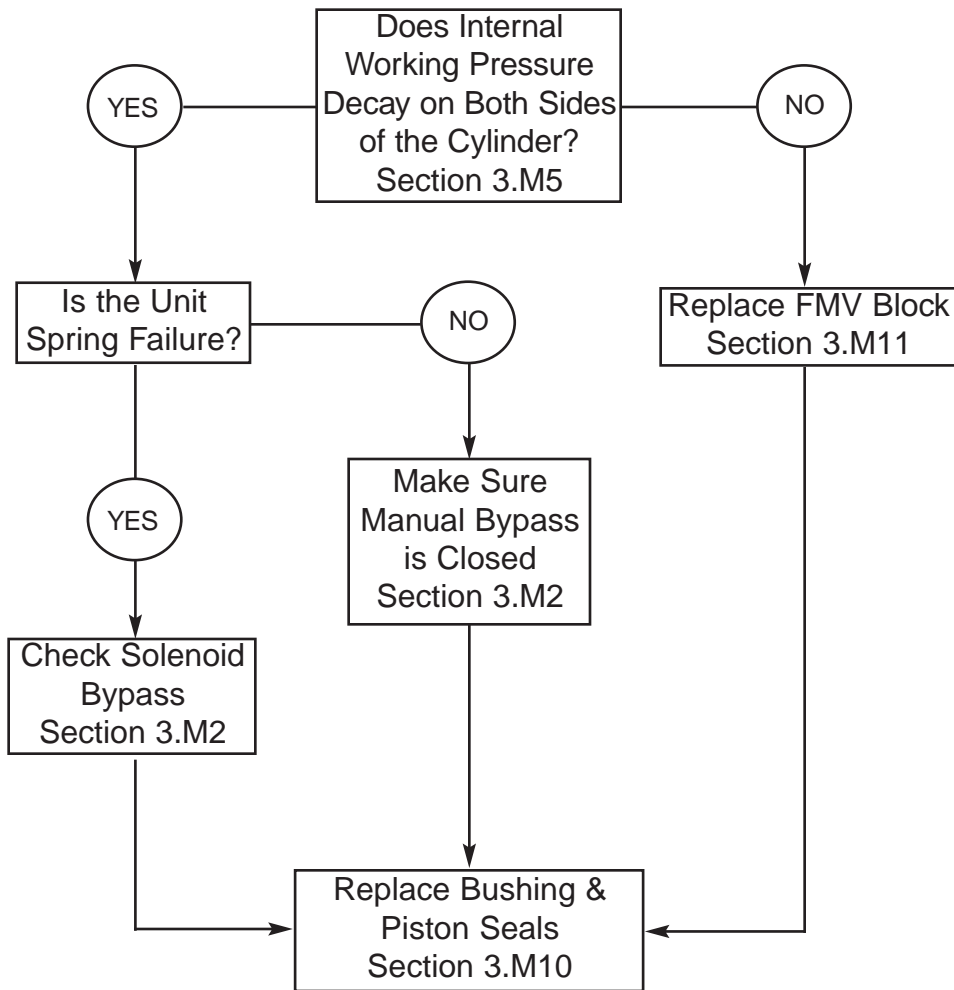 Does Internal
Working Pressure
Decay on Both Sides
of the Cylinder?
Section 3.M5
YES
NO
Is the Unit
Spring Failure?
NO
Replace FMV Block
Section 3.M11
YES
Make Sure
Manual Bypass
is Closed
Section 3.M2
Check Solenoid
Bypass
Section 3.M2
Replace Bushing &
Piston Seals
Section 3.M10